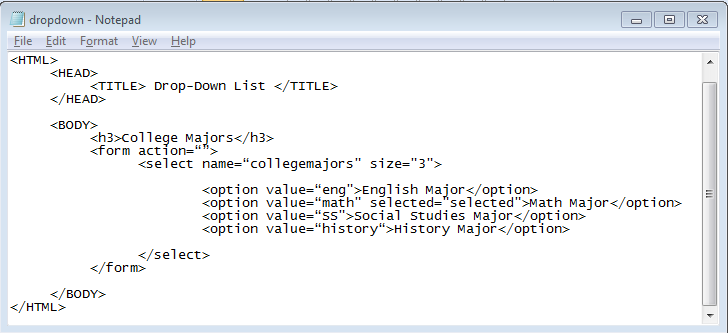 dropdown - Notepad
File Edit Format View Help
<HTML>
<HEAD>
<TITLE> Drop-Down List </TITLE>
</HEAD>
<BODY>
<h3>College Majors</h3>
<form action=“”>
<select name=“collegemajors" size="3">
<option value="eng">English Major</option>
<option value="math" selected="selected">Math Major</option>
<option value="SS">Social Studies Major</option>
<option value="history“>History Major</option>
</select>
</form>
</BODY>
</HTML>